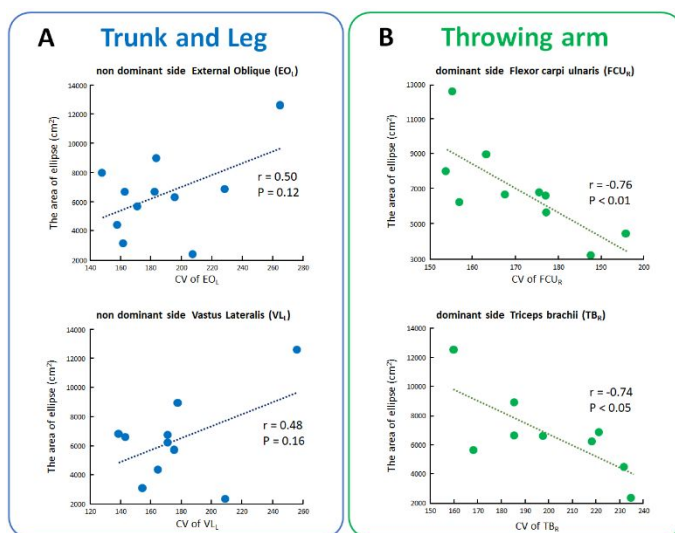 A Trunk and Leg
non dominant side External Oblique (EOL)
The area of ellipse (cm2)
14000
12000
10000
8000
6000
4000
2000
r = 0.50
P = 0.12
140 160 180 200 220 240 260 280
CV of EOL
non dominant side Vastus Lateralis (VLL)
The area of ellipse (cm2)
14000
12000
10000
8000
6000
4000
2000
r = 0.48
P = 0.16
120 140 160 180 200 220 240 260 280
CV of VLL
B Throwing arm
dominant side Flexor carpi ulnaris (FCUR)
The area of ellipse (cm2)
13000
11000
9000
7000
5000
3000
r = -0.76
P < 0.01
150 160 170 180 190 200
CV of FCUR
dominant side Triceps brachii (TBR)
The area of ellipse (cm2)
14000
12000
10000
8000
6000
4000
2000
r = -0.74
P < 0.05
150 160 170 180 190 200 210 220 230 240
CV of TBR